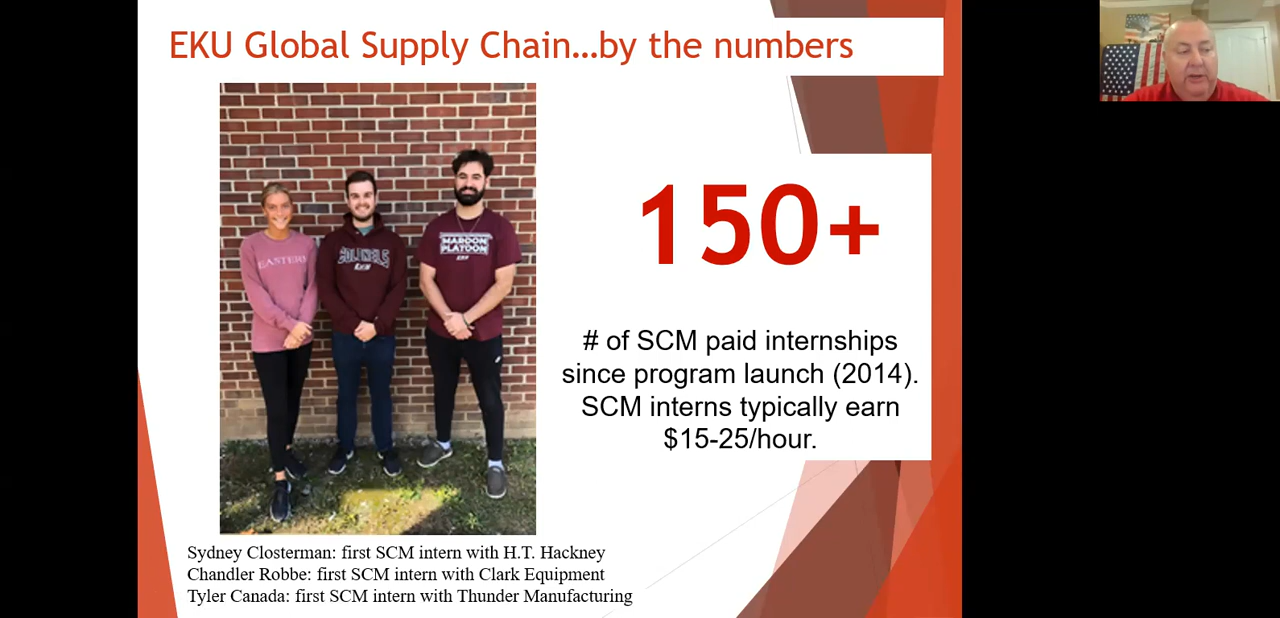 EKU Global Supply Chain...by the numbers
EASTERN
COLONELS
EKU
MAROON
PLATOON
EKU
150+
# of SCM paid internships
since program launch (2014).
SCM interns typically earn
$15-25/hour.
Sydney Closterman: first SCM intern with H.T. Hackney
Chandler Robbe: first SCM intern with Clark Equipment
Tyler Canada: first SCM intern with Thunder Manufacturing